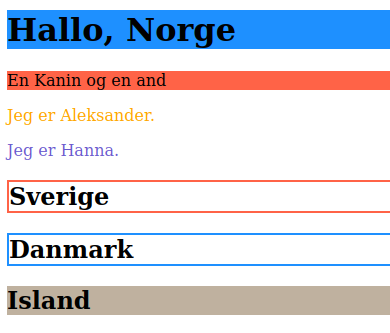 Hallo, Norge
En Kanin og en and
Jeg er Aleksander.
Jeg er Hanna.
Sverige
Danmark
Island